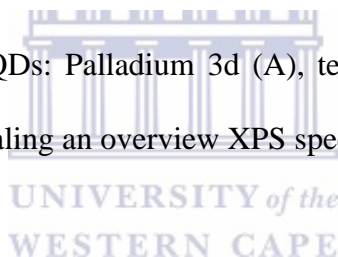 QDs: Palladium 3d (A), te
aling an overview XPS spe
UNIVERSITY of the
WESTERN CAPE